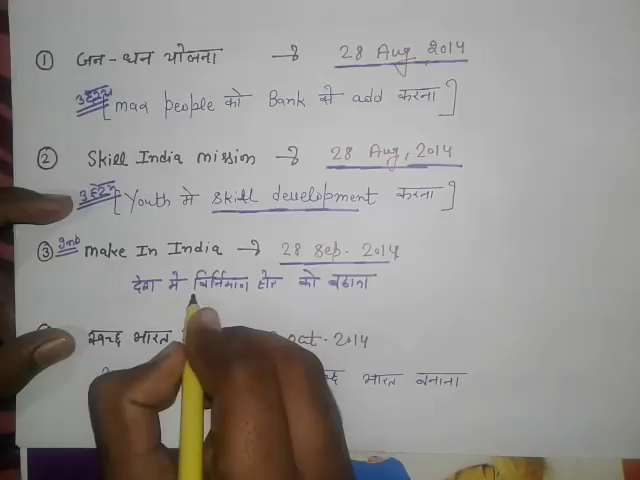 ① जन-धन योजना → 28 Aug 2014
उद्देश्य [max people को Bank से add करना]
② Skill India mission → 28 Aug, 2014
उद्देश्य [Youth मे skill development करना]
③ Imb make In India → 28 Sep. 2014
देश मे विर्निमाण क्षेत्र को बढाना
स्वच्छ भारत oct. 2014
भारत बनाना